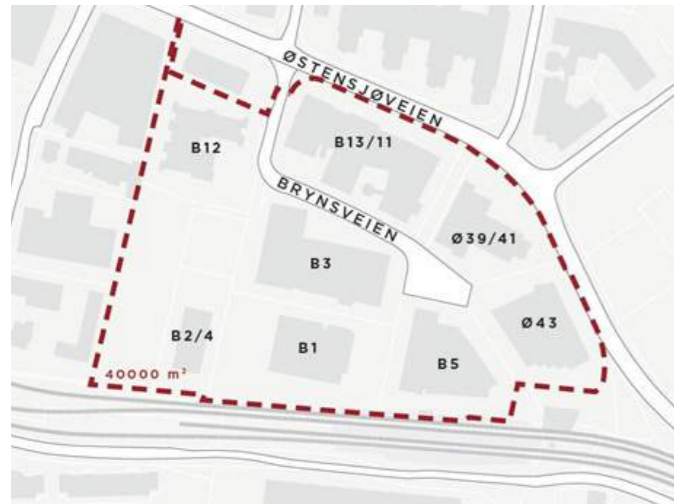 ØSTENSJØVEIEN
B12
B13/11
BRYNSVEIEN
Ø39/41
B3
Ø43
B2/4
B1
B5
40000 m²